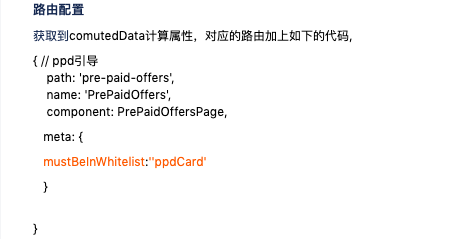 路由配置
获取到comutedData计算属性，对应的路由加上如下的代码,
{ // ppd引导
path: 'pre-paid-offers',
name: 'PrePaidOffers',
component: PrePaidOffersPage,
meta: {
mustBeInWhitelist:''ppdCard'
}
}